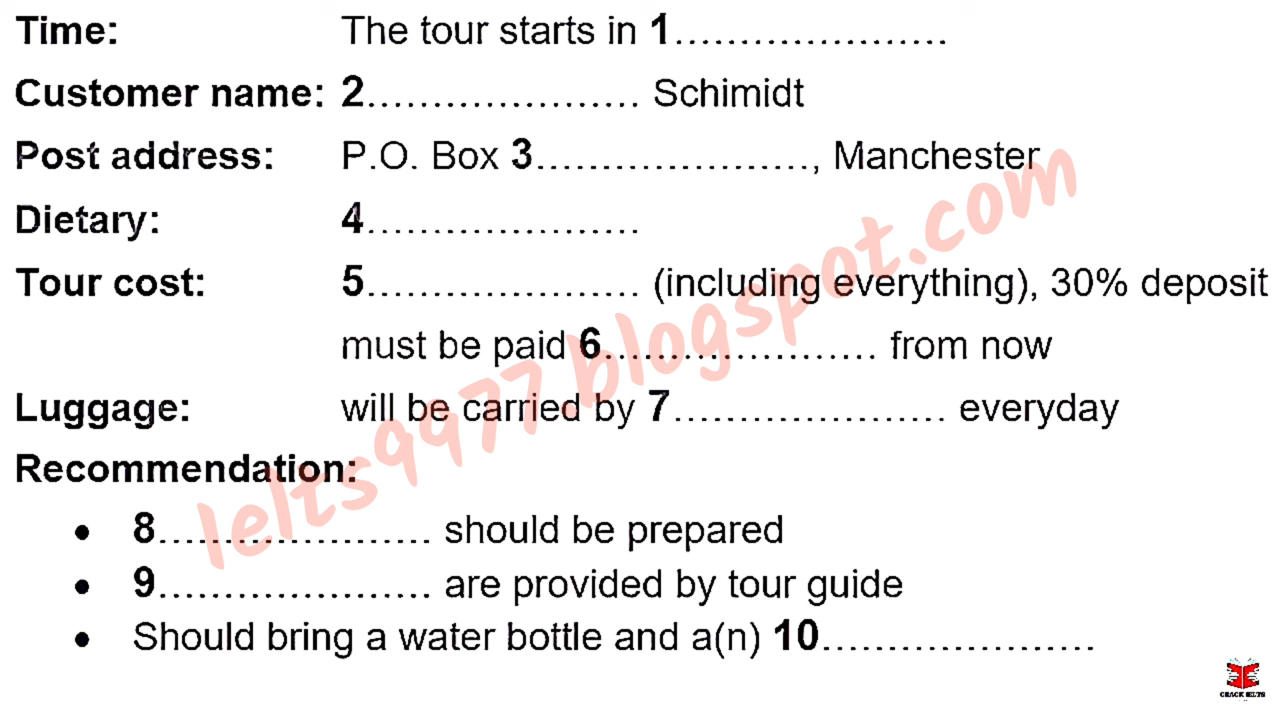 Time: The tour starts in 1.....................
Customer name: 2..................... Schimidt
Post address: P.O. Box 3....................., Manchester
Dietary: 4.....................
Tour cost: 5..................... (including everything), 30% deposit
must be paid 6..................... from now
Luggage: will be carried by 7..................... everyday
Recommendation:
• 8..................... should be prepared
• 9..................... are provided by tour guide
• Should bring a water bottle and a(n) 10.....................
Ielts9977.blogspot.com
CRACK IELTS